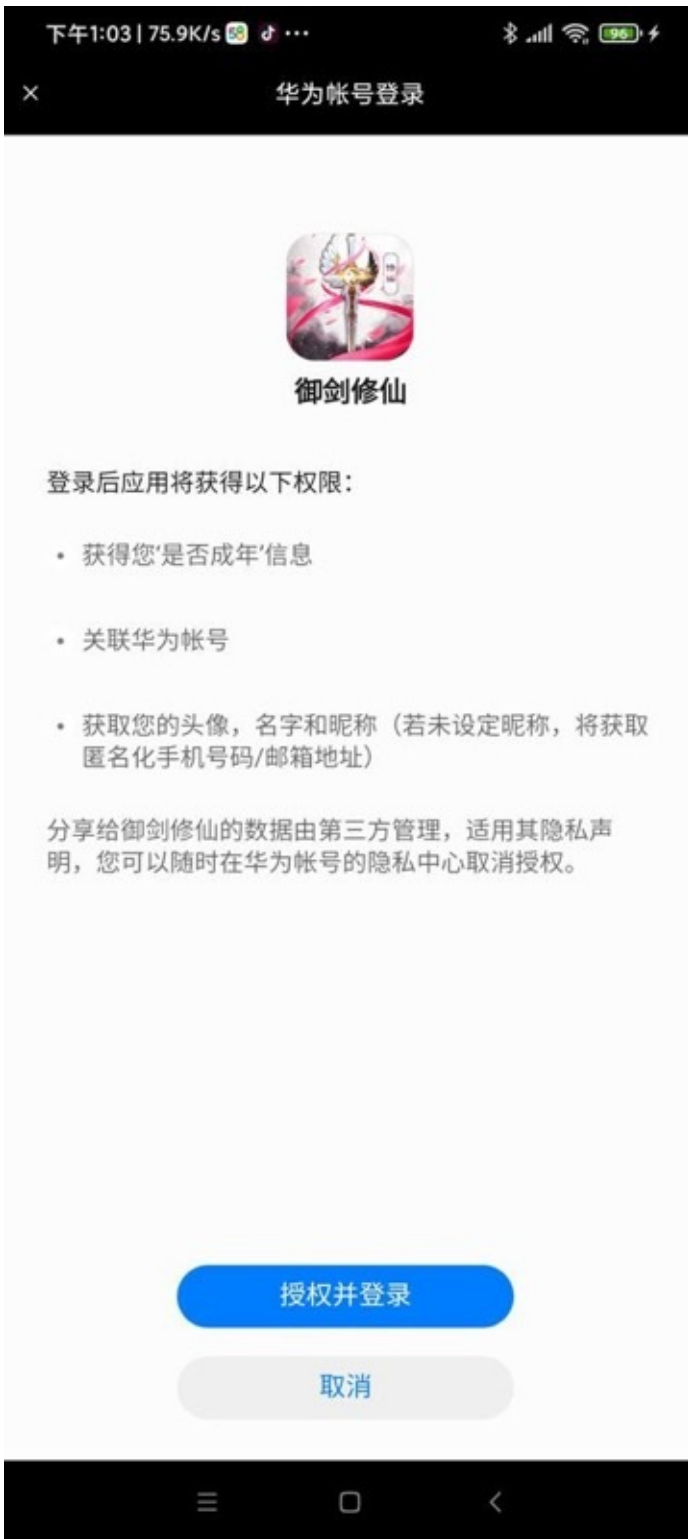 下午1:03 | 75.9K/s 58 ···
96
× 华为帐号登录
御剑修仙
登录后应用将获得以下权限：
• 获得您‘是否成年’信息
• 关联华为帐号
• 获取您的头像，名字和昵称（若未设定昵称，将获取
匿名化手机号码/邮箱地址）
分享给御剑修仙的数据由第三方管理，适用其隐私声
明，您可以随时在华为帐号的隐私中心取消授权。
授权并登录
取消